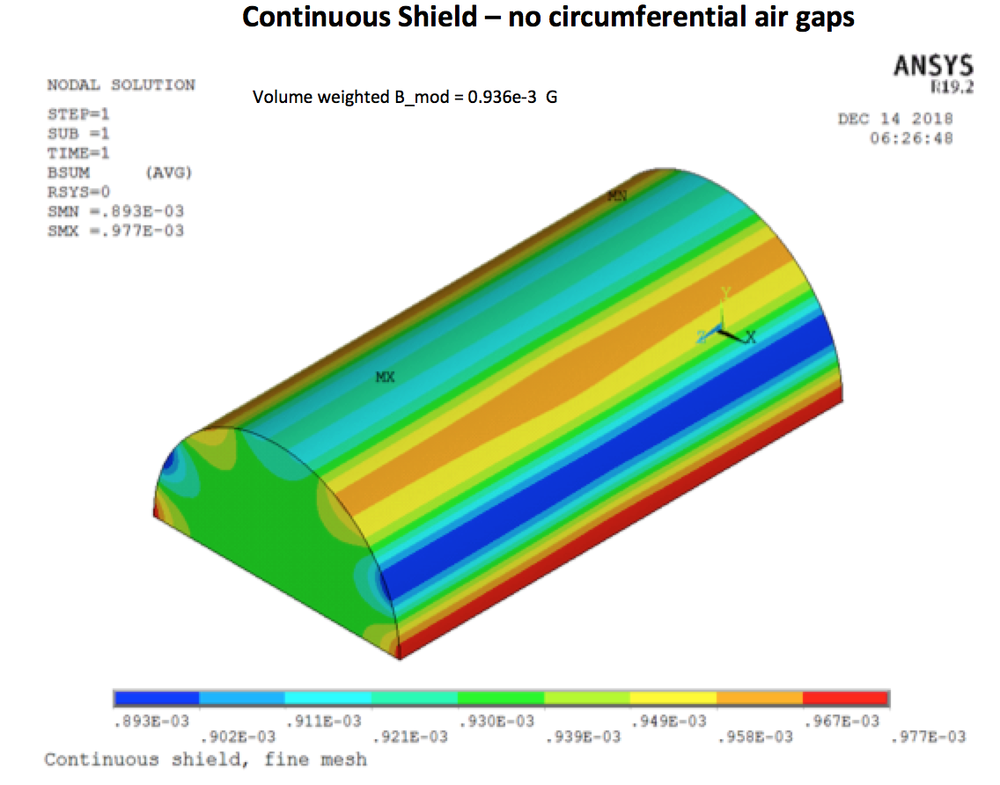 Continuous Shield – no circumferential air gaps
ANSYS
R19.2
NODAL SOLUTION
Volume weighted B_mod = 0.936e-3 G
STEP=1
SUB =1
TIME=1
BSUM (AVG)
RSYS=0
SMN =.893E-03
SMX =.977E-03
DEC 14 2018
06:26:48
MN
Y
Z X
MX
.893E-03 .911E-03 .930E-03 .949E-03 .967E-03
.902E-03 .921E-03 .939E-03 .958E-03 .977E-03
Continuous shield, fine mesh